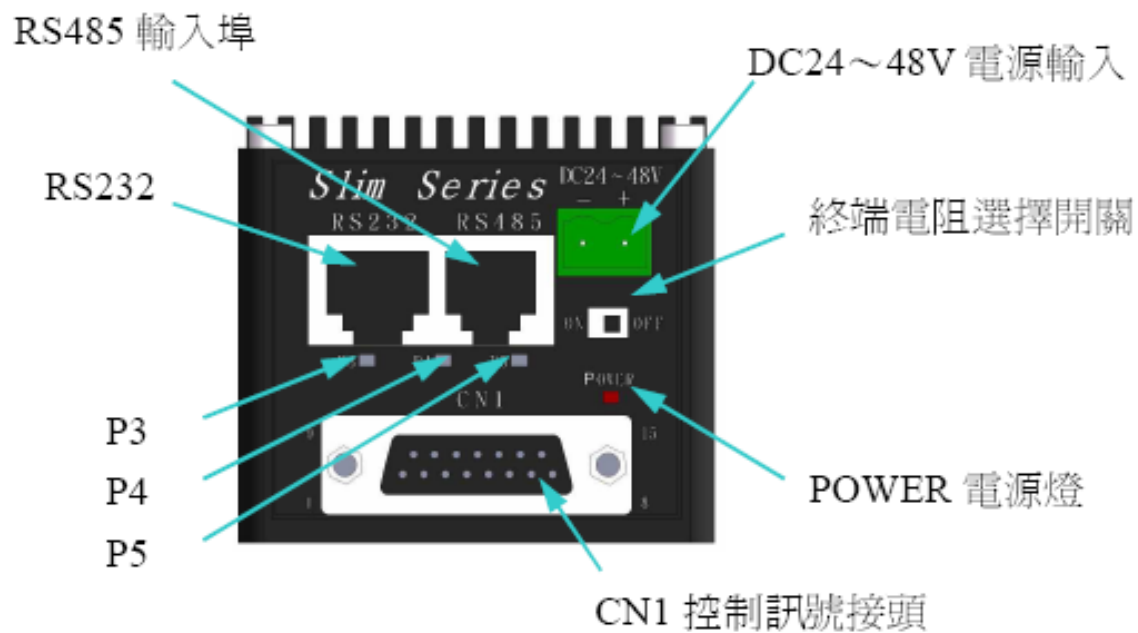 RS485 輸入埠
DC24～48V 電源輸入
RS232
Slim Series
DC24~48V
− +
RS232 RS485
終端電阻選擇開關
ON OFF
POWER
CN1
P3
9
15
P4
POWER 電源燈
1
8
P5
CN1 控制訊號接頭